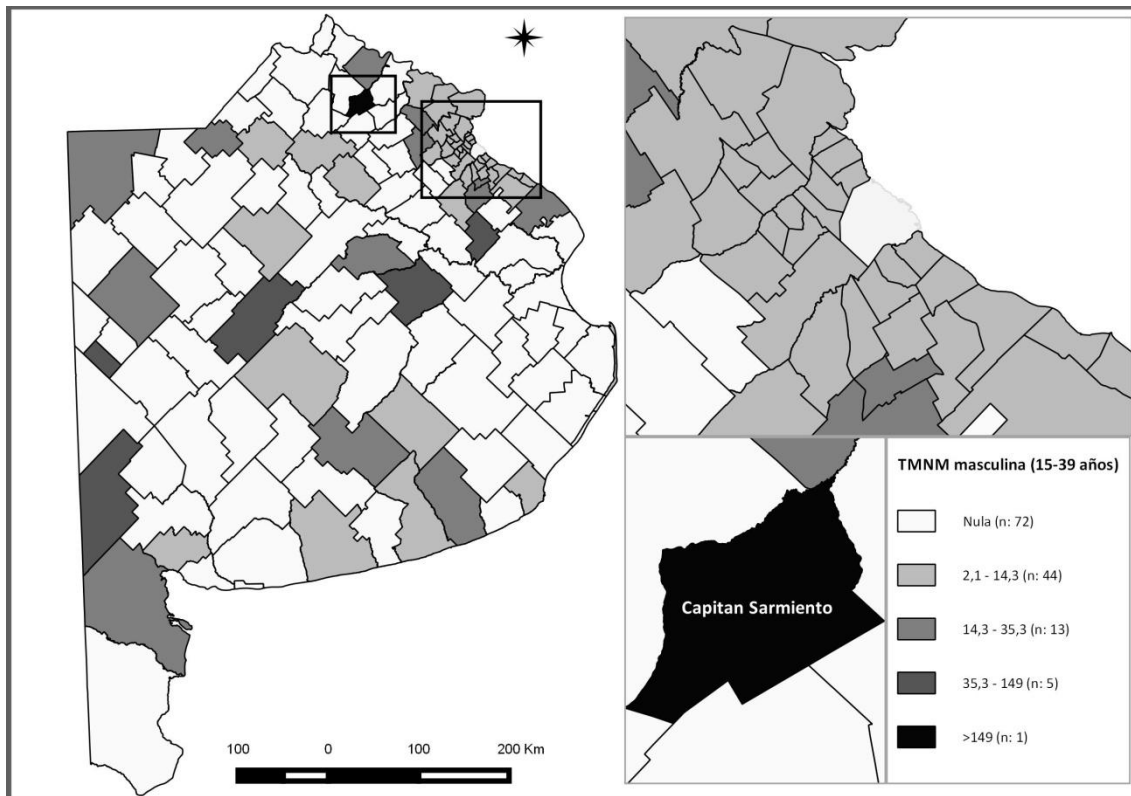 Capitan Sarmiento
TMNM masculina (15-39 años)
Nula (n: 72)
2,1 - 14,3 (n: 44)
14,3 - 35,3 (n: 13)
35,3 - 149 (n: 5)
>149 (n: 1)
100 0 100 200 Km